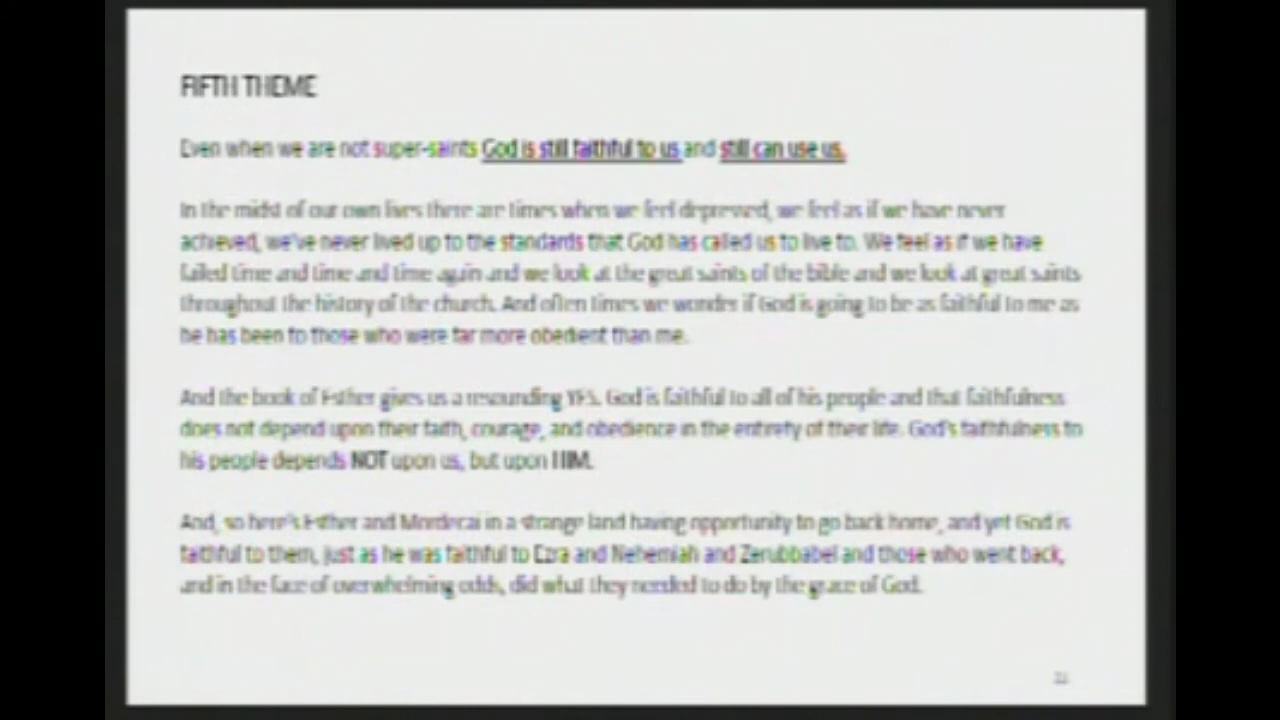 FIFTH THEME
Even when we are not super-saints God is still faithful to us and still can use us.
In the midst of our own lives there are times when we feel depressed, we feel as if we have never
achieved, we've never lived up to the standards that God has called us to live to. We feel as if we have
failed time and time and time again and we look at the great saints of the bible and we look at great saints
throughout the history of the church. And often times we wonder if God is going to be as faithful to me as
he has been to those who were far more obedient than me.
And the book of Esther gives us a resounding YES. God is faithful to all of his people and that faithfulness
does not depend upon their faith, courage, and obedience in the entirety of their life. God's faithfulness to
his people depends NOT upon us, but upon HIM.
And, so here's Esther and Mordecai in a strange land having opportunity to go back home, and yet God is
faithful to them, just as he was faithful to Ezra and Nehemiah and Zerubbabel and those who went back,
and in the face of overwhelming odds, did what they needed to do by the grace of God.